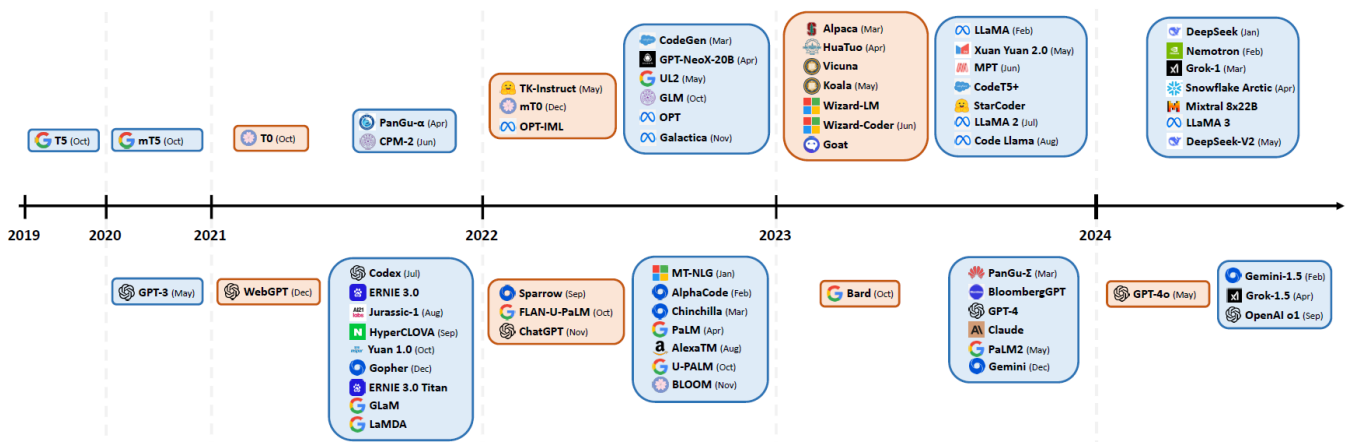 T5 (Oct)
mT5 (Oct)
T0 (Oct)
PanGu-α (Apr)
CPM-2 (Jun)
TK-Instruct (May)
mT0 (Dec)
OPT-IML
CodeGen (Mar)
GPT-NeoX-20B (Apr)
UL2 (May)
GLM (Oct)
OPT
Galactica (Nov)
Alpaca (Mar)
HuaTuo (Apr)
Vicuna
Koala (May)
Wizard-LM
Wizard-Coder (Jun)
Goat
LLaMA (Feb)
Xuan Yuan 2.0 (May)
MPT (Jun)
CodeT5+
StarCoder
LLaMA 2 (Jul)
Code Llama (Aug)
DeepSeek (Jan)
Nemotron (Feb)
Grok-1 (Mar)
Snowflake Arctic (Apr)
Mixtral 8x22B
LLaMA 3
DeepSeek-V2 (May)
2019
2020
2021
2022
2023
2024
GPT-3 (May)
WebGPT (Dec)
Codex (Jul)
ERNIE 3.0
AI21 labs Jurassic-1 (Aug)
HyperCLOVA (Sep)
Yuan 1.0 (Oct)
Gopher (Dec)
ERNIE 3.0 Titan
GLaM
LaMDA
Sparrow (Sep)
FLAN-U-PaLM (Oct)
ChatGPT (Nov)
MT-NLG (Jan)
AlphaCode (Feb)
Chinchilla (Mar)
PaLM (Apr)
AlexaTM (Aug)
U-PALM (Oct)
BLOOM (Nov)
Bard (Oct)
PanGu-Σ (Mar)
BloombergGPT
GPT-4
Claude
PaLM2 (May)
Gemini (Dec)
GPT-4o (May)
Gemini-1.5 (Feb)
Grok-1.5 (Apr)
OpenAI o1 (Sep)